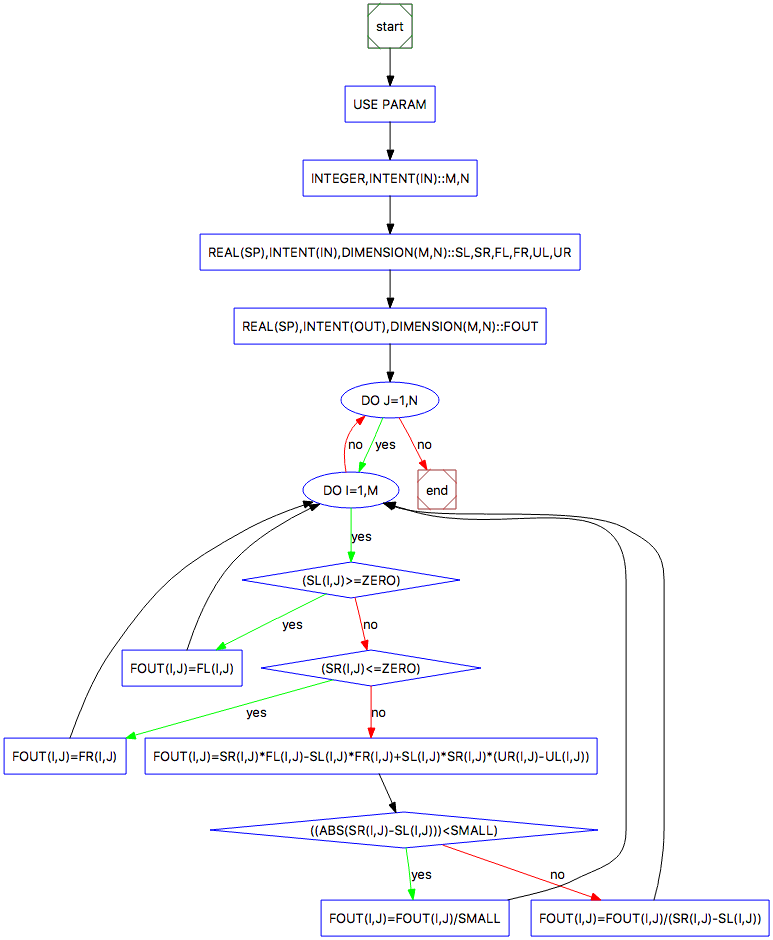 start
USE PARAM
INTEGER,INTENT(IN)::M,N
REAL(SP),INTENT(IN),DIMENSION(M,N)::SL,SR,FL,FR,UL,UR
REAL(SP),INTENT(OUT),DIMENSION(M,N)::FOUT
DO J=1,N
no
yes
no
DO I=1,M
end
yes
(SL(I,J)>=ZERO)
yes
no
FOUT(I,J)=FL(I,J)
(SR(I,J)<=ZERO)
yes
no
FOUT(I,J)=FR(I,J)
FOUT(I,J)=SR(I,J)*FL(I,J)-SL(I,J)*FR(I,J)+SL(I,J)*SR(I,J)*(UR(I,J)-UL(I,J))
((ABS(SR(I,J)-SL(I,J)))<SMALL)
yes
no
FOUT(I,J)=FOUT(I,J)/SMALL
FOUT(I,J)=FOUT(I,J)/(SR(I,J)-SL(I,J))